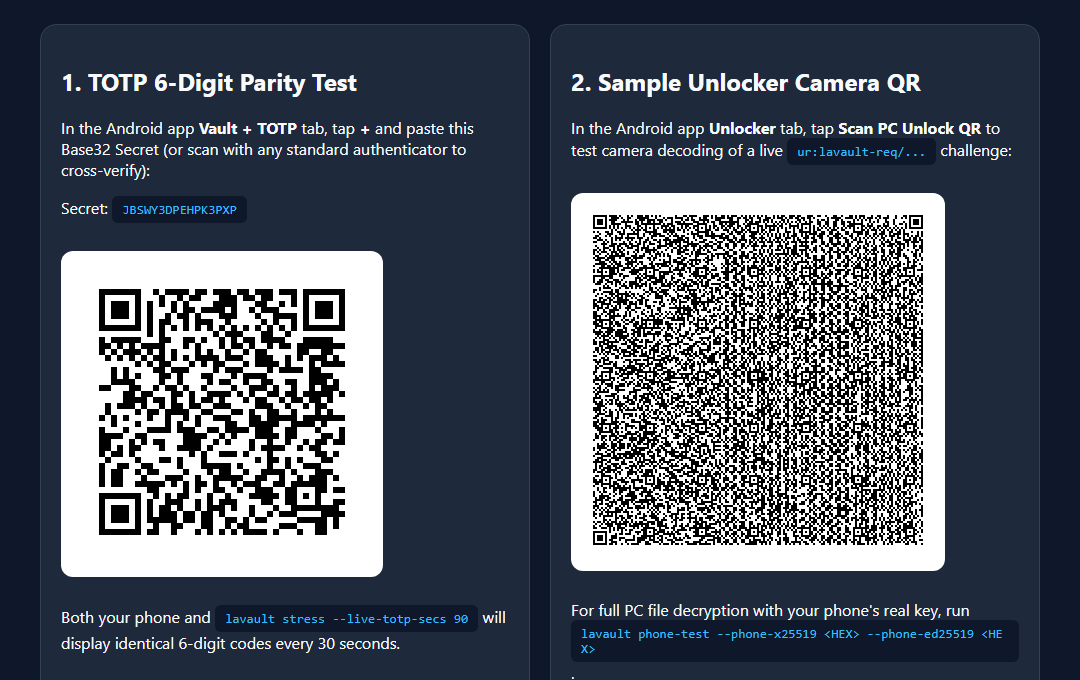 1. TOTP 6-Digit Parity Test
In the Android app Vault + TOTP tab, tap + and paste this
Base32 Secret (or scan with any standard authenticator to
cross-verify):
Secret: JBSWY3DPEHPK3PXP
Both your phone and lavault stress --live-totp-secs 90 will
display identical 6-digit codes every 30 seconds.
2. Sample Unlocker Camera QR
In the Android app Unlocker tab, tap Scan PC Unlock QR to
test camera decoding of a live ur:lavault-req/... challenge:
For full PC file decryption with your phone's real key, run
lavault phone-test --phone-x25519 <HEX> --phone-ed25519 <HE
X>